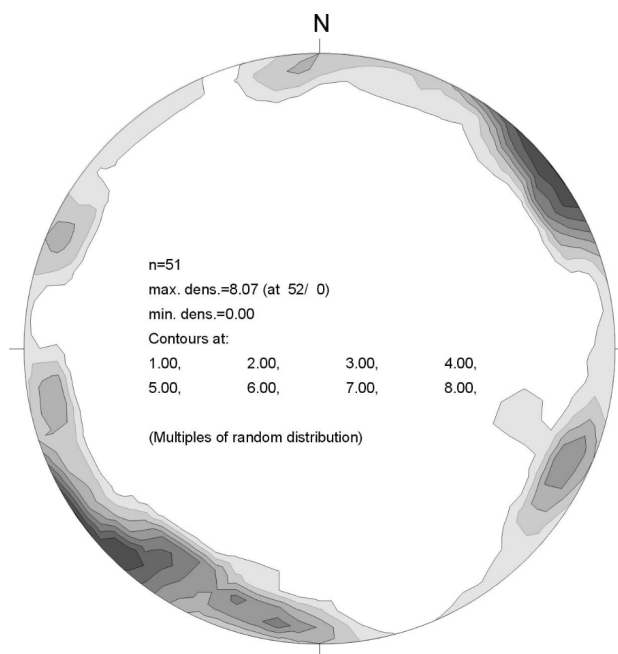 N
n=51
max. dens.=8.07 (at 52/ 0)
min. dens.=0.00
Contours at:
1.00, 2.00, 3.00, 4.00,
5.00, 6.00, 7.00, 8.00,
(Multiples of random distribution)